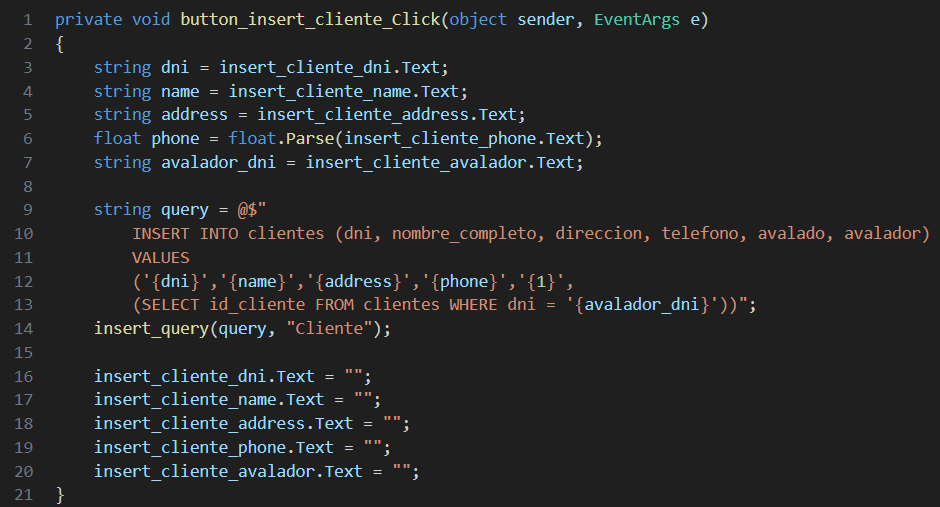 1 private void button_insert_cliente_Click(object sender, EventArgs e)
2 {
3     string dni = insert_cliente_dni.Text;
4     string name = insert_cliente_name.Text;
5     string address = insert_cliente_address.Text;
6     float phone = float.Parse(insert_cliente_phone.Text);
7     string avalador_dni = insert_cliente_avalador.Text;
8
9     string query = @$"
10         INSERT INTO clientes (dni, nombre_completo, direccion, telefono, avalado, avalador)
11         VALUES
12         ('{dni}','{name}','{address}','{phone}','{1}',
13         (SELECT id_cliente FROM clientes WHERE dni = '{avalador_dni}'))";
14     insert_query(query, "Cliente");
15
16     insert_cliente_dni.Text = "";
17     insert_cliente_name.Text = "";
18     insert_cliente_address.Text = "";
19     insert_cliente_phone.Text = "";
20     insert_cliente_avalador.Text = "";
21 }